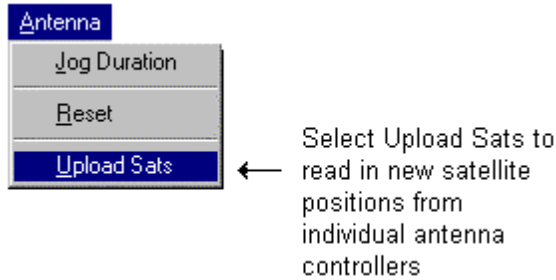 Antenna
Jog Duration
Reset
Upload Sats
Select Upload Sats to
read in new satellite
positions from
individual antenna
controllers